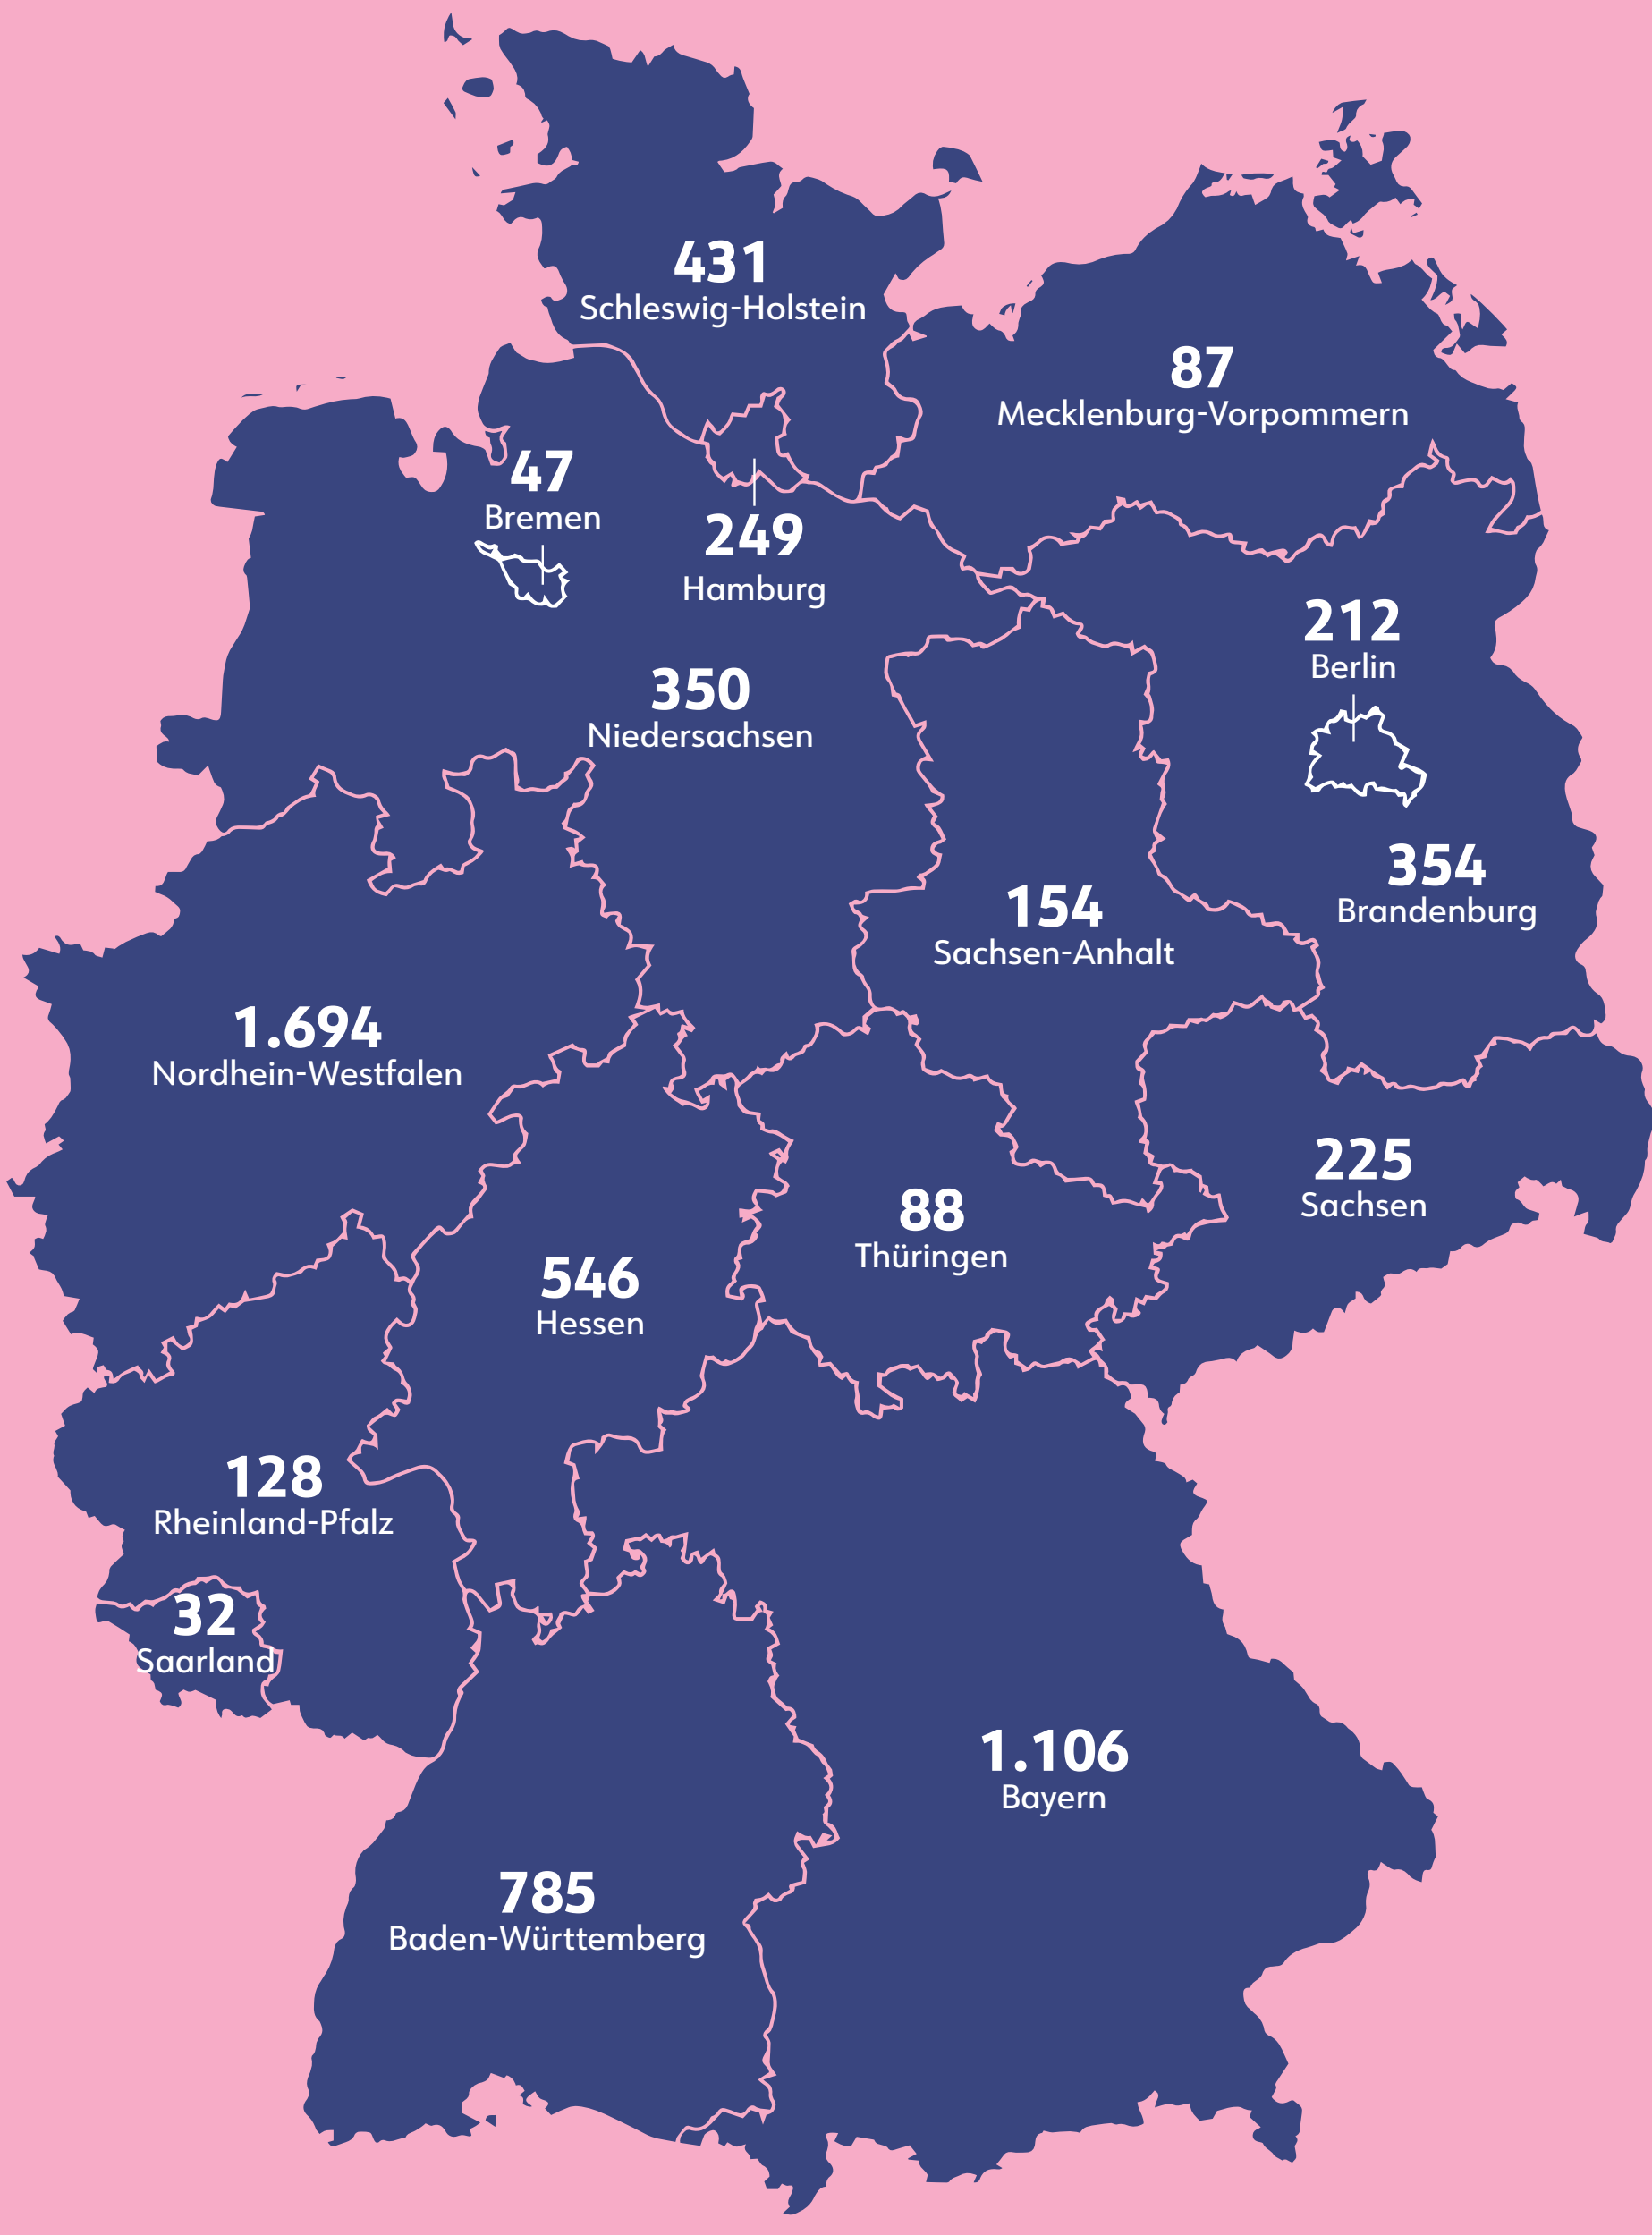 431
Schleswig-Holstein
87
Mecklenburg-Vorpommern
47
Bremen
249
Hamburg
212
Berlin
350
Niedersachsen
354
Brandenburg
154
Sachsen-Anhalt
1.694
Nordhein-Westfalen
225
Sachsen
88
Thüringen
546
Hessen
128
Rheinland-Pfalz
32
Saarland
1.106
Bayern
785
Baden-Württemberg